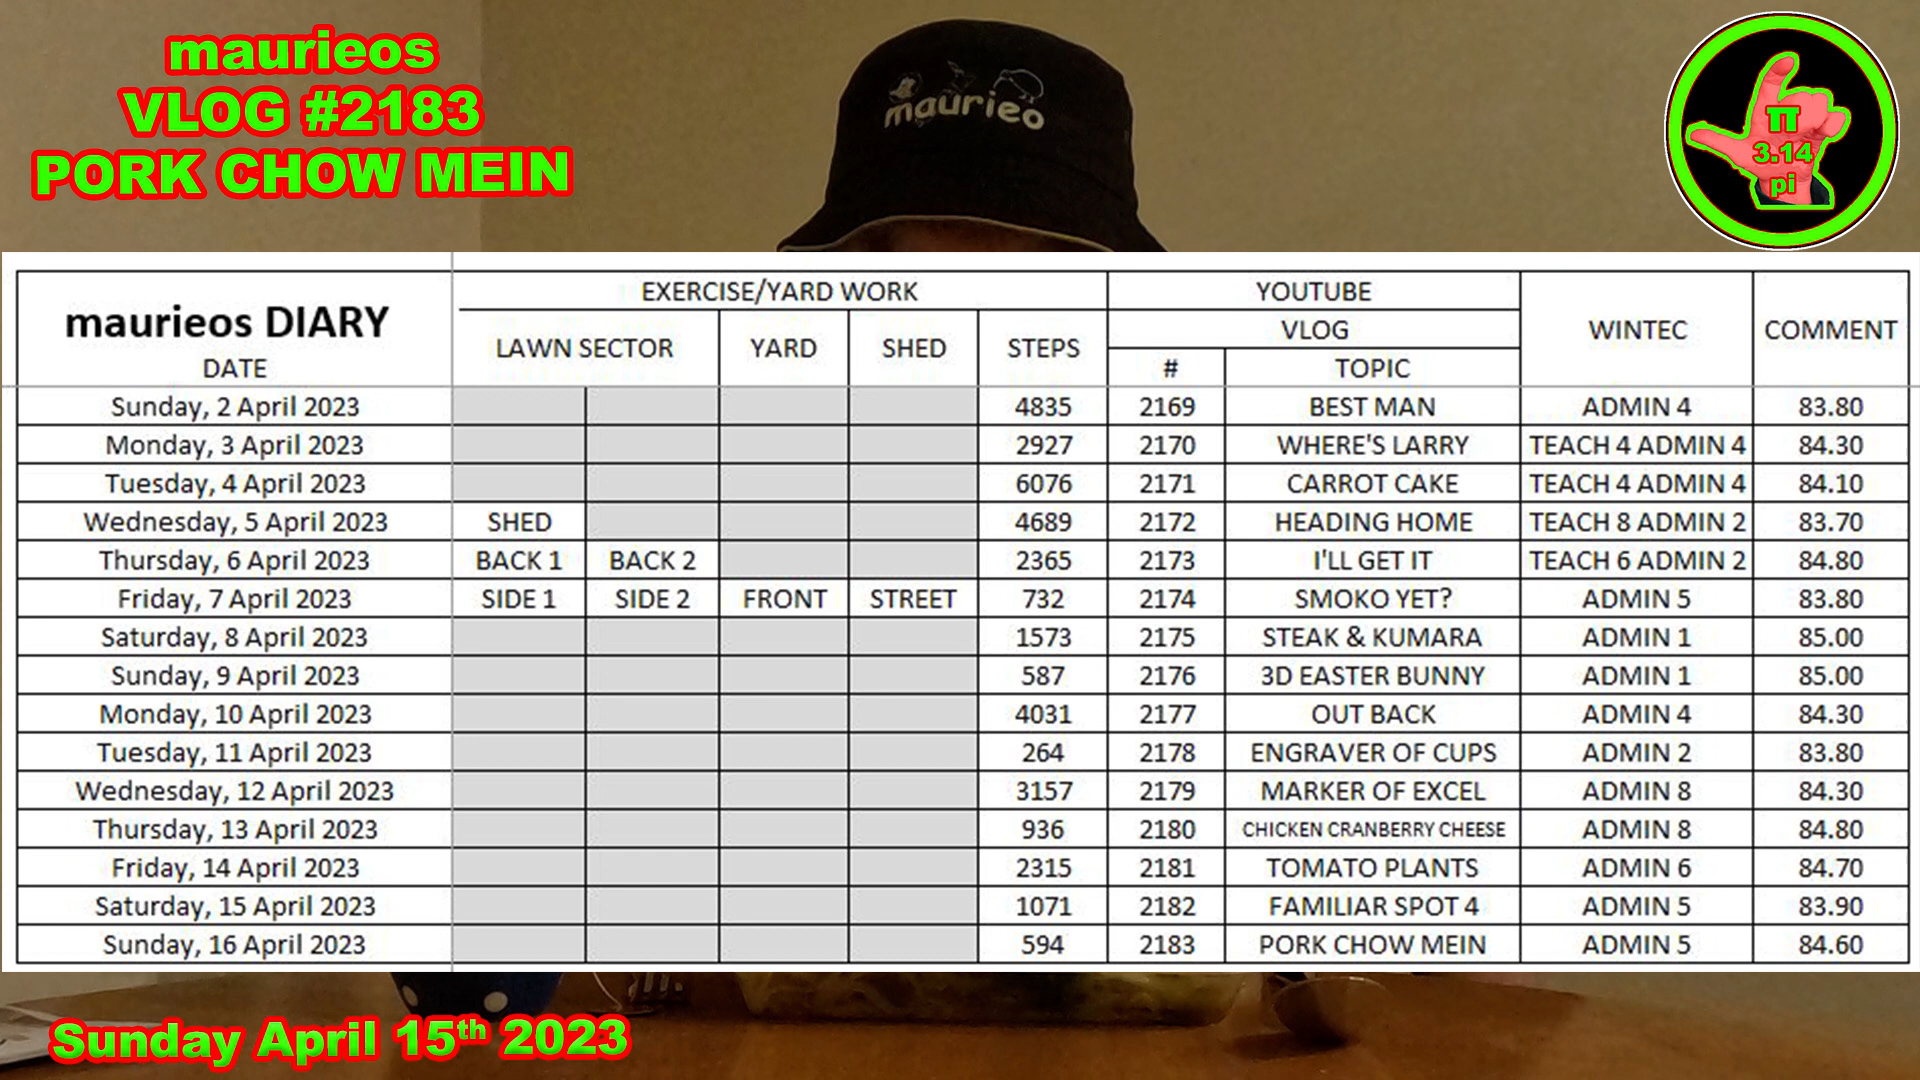 maurieos
VLOG #2183
PORK CHOW MEIN
maurieo
π
3.14
pi
maurieos DIARY
DATE
EXERCISE/YARD WORK
LAWN SECTOR YARD SHED STEPS
YOUTUBE
VLOG
# TOPIC
WINTEC
COMMENT
Sunday, 2 April 2023 4835 2169 BEST MAN ADMIN 4 83.80
Monday, 3 April 2023 2927 2170 WHERE'S LARRY TEACH 4 ADMIN 4 84.30
Tuesday, 4 April 2023 6076 2171 CARROT CAKE TEACH 4 ADMIN 4 84.10
Wednesday, 5 April 2023 SHED 4689 2172 HEADING HOME TEACH 8 ADMIN 2 83.70
Thursday, 6 April 2023 BACK 1 BACK 2 2365 2173 I'LL GET IT TEACH 6 ADMIN 2 84.80
Friday, 7 April 2023 SIDE 1 SIDE 2 FRONT STREET 732 2174 SMOKO YET? ADMIN 5 83.80
Saturday, 8 April 2023 1573 2175 STEAK & KUMARA ADMIN 1 85.00
Sunday, 9 April 2023 587 2176 3D EASTER BUNNY ADMIN 1 85.00
Monday, 10 April 2023 4031 2177 OUT BACK ADMIN 4 84.30
Tuesday, 11 April 2023 264 2178 ENGRAVER OF CUPS ADMIN 2 83.80
Wednesday, 12 April 2023 3157 2179 MARKER OF EXCEL ADMIN 8 84.30
Thursday, 13 April 2023 936 2180 CHICKEN CRANBERRY CHEESE ADMIN 8 84.80
Friday, 14 April 2023 2315 2181 TOMATO PLANTS ADMIN 6 84.70
Saturday, 15 April 2023 1071 2182 FAMILIAR SPOT 4 ADMIN 5 83.90
Sunday, 16 April 2023 594 2183 PORK CHOW MEIN ADMIN 5 84.60
Sunday April 15th 2023